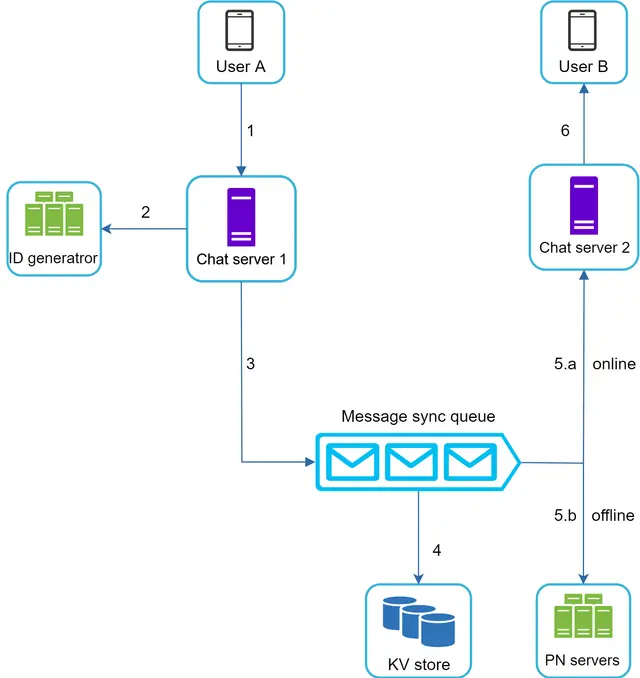 User A
User B
1
6
2
ID generatror
Chat server 1
Chat server 2
3
5.a online
Message sync queue
5.b offline
4
KV store
PN servers